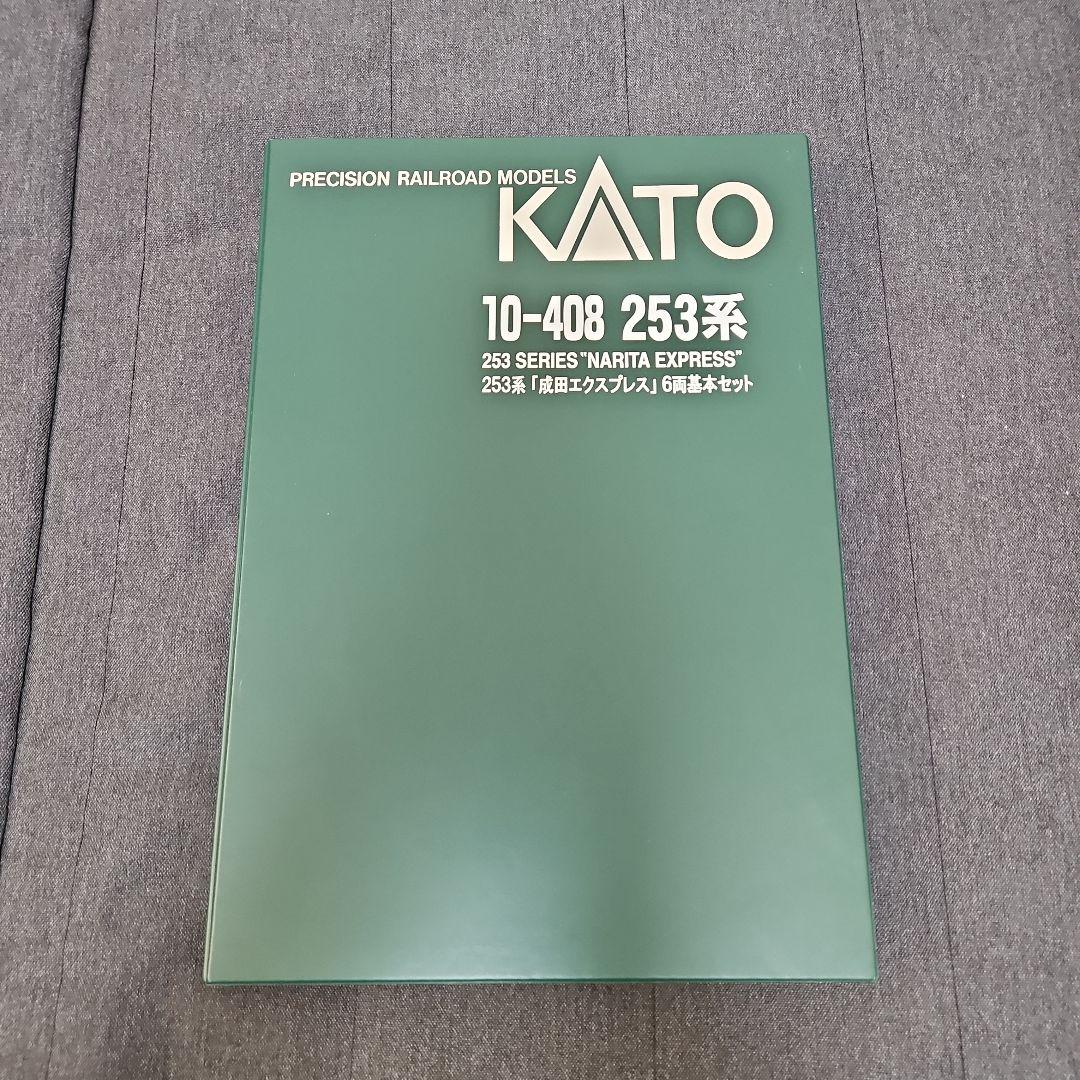 PRECISION RAILROAD MODELS
KATO
10-408 253系
253 SERIES "NARITA EXPRESS"
253系「成田エクスプレス」6両基本セット